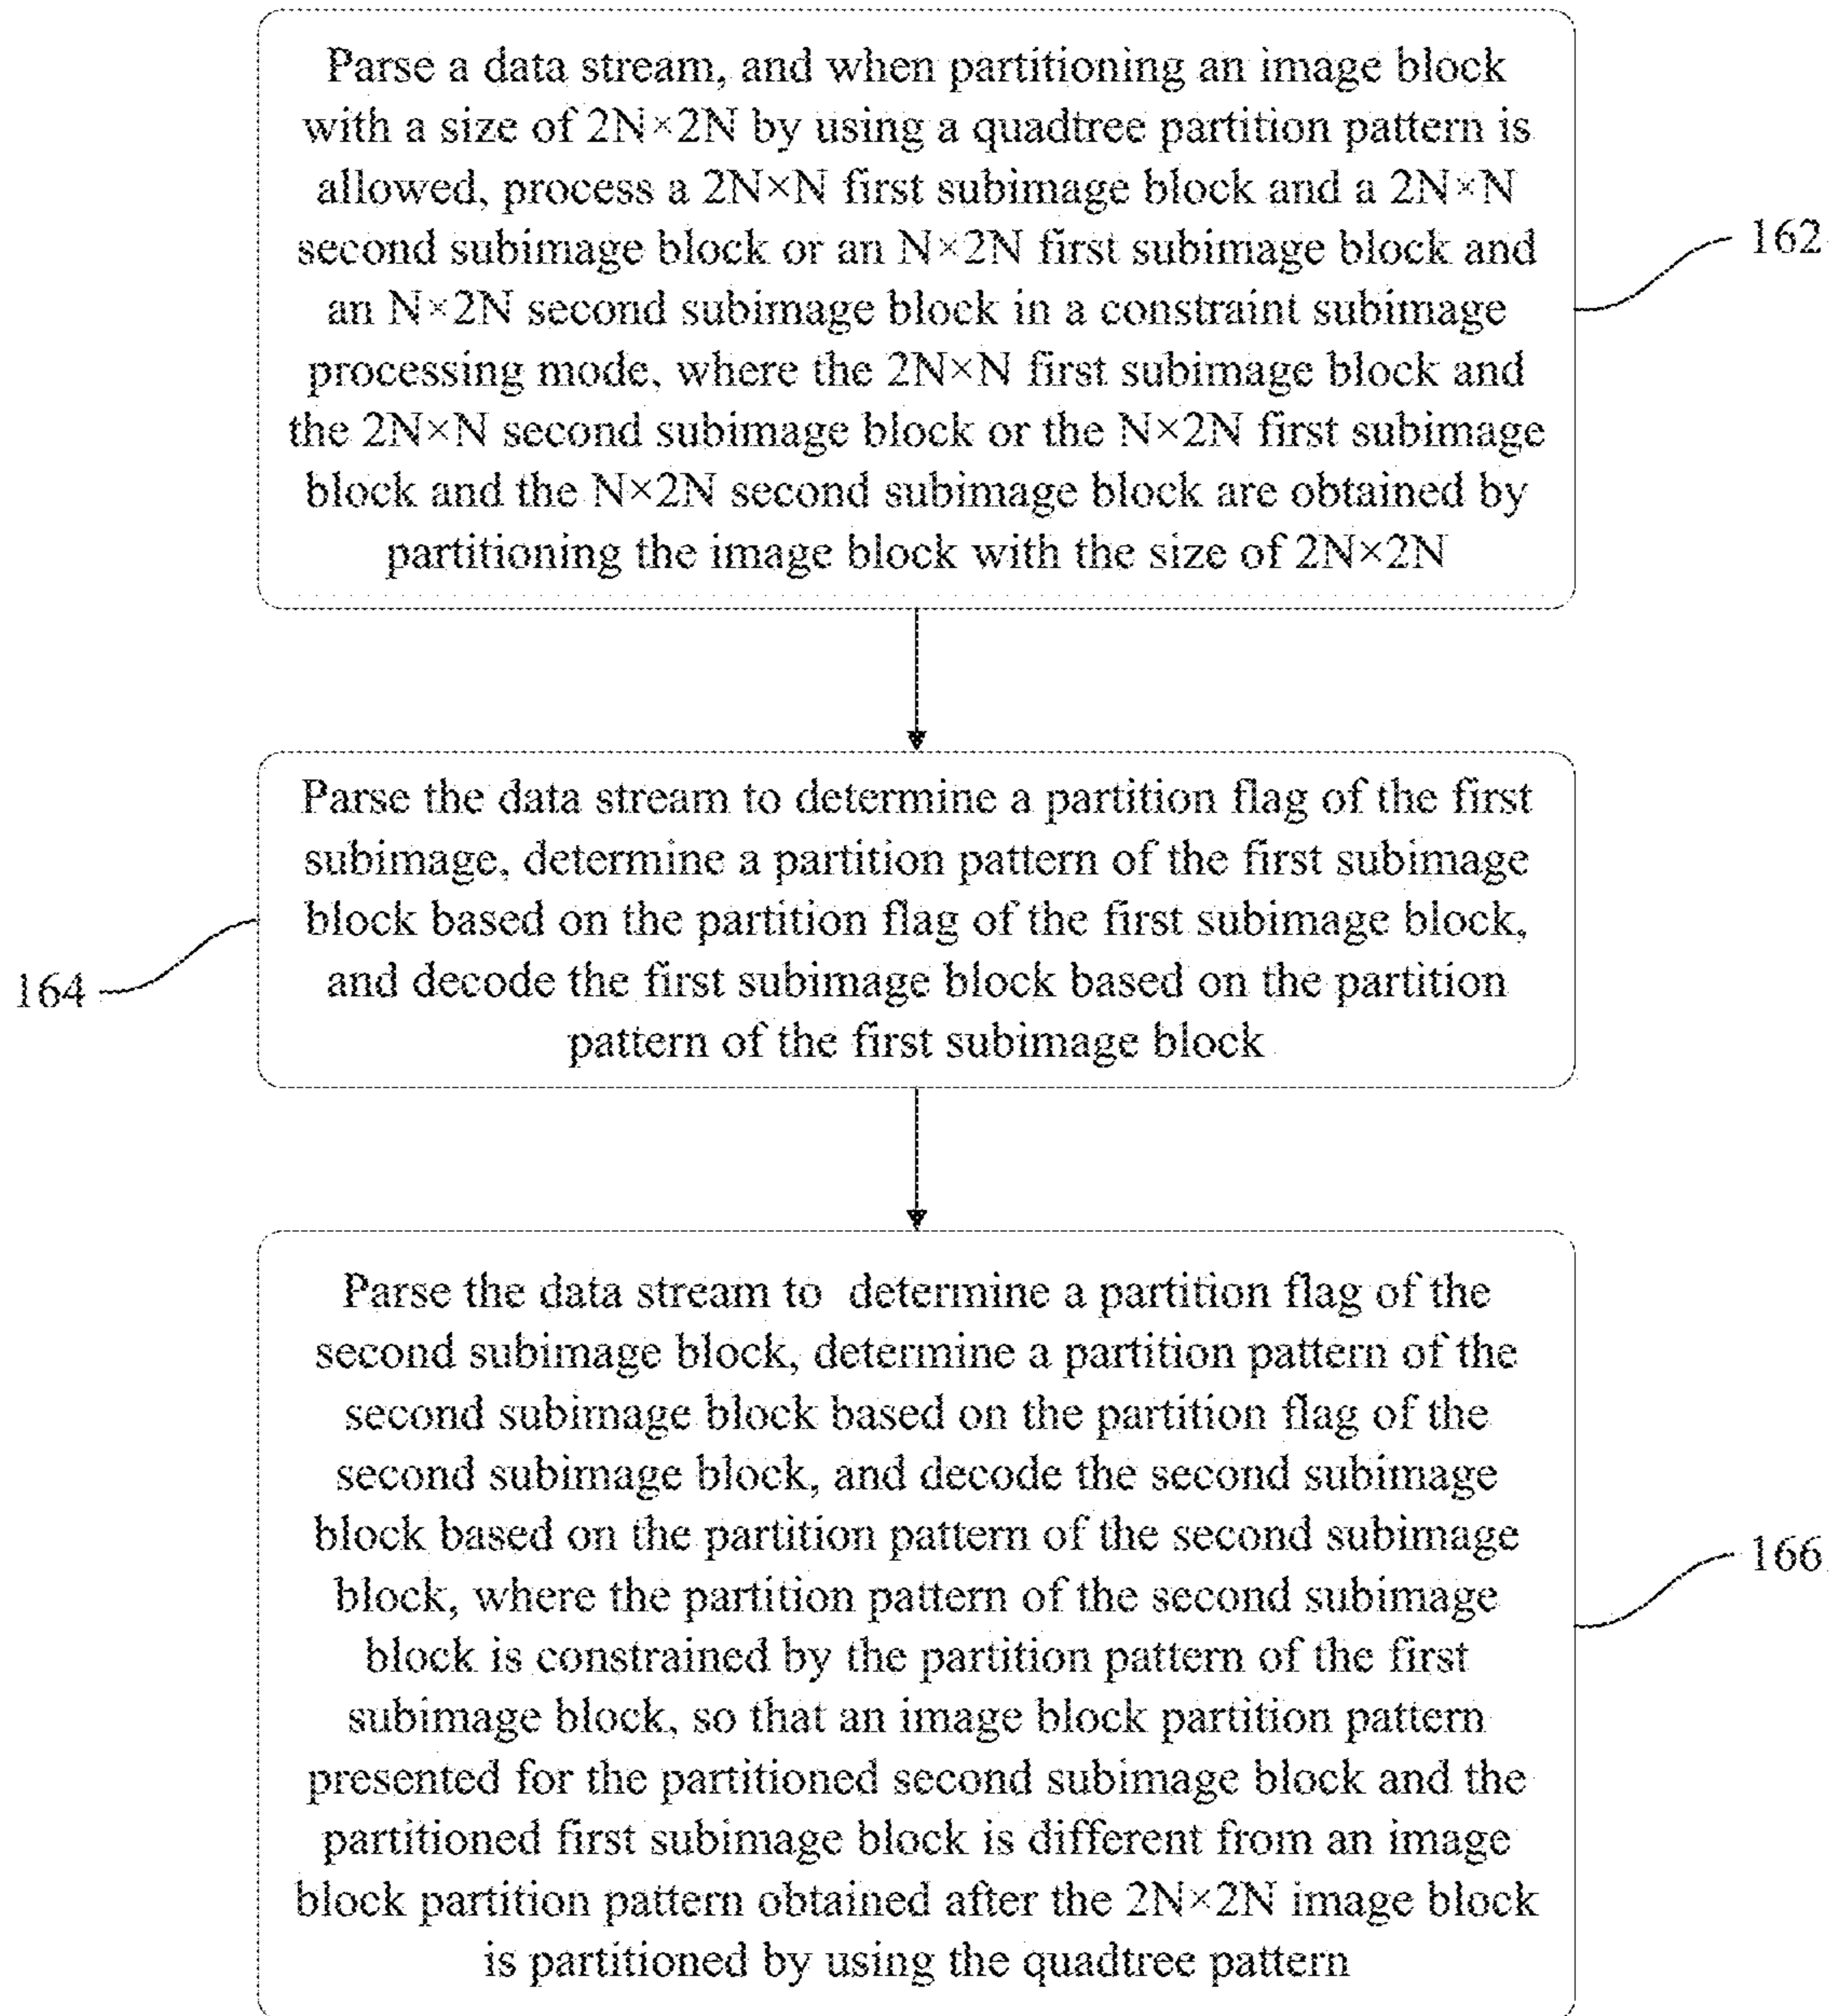 Parse a data stream, and when partitioning an image block
with a size of 2N×2N by using a quadtree partition pattern is
allowed, process a 2N×N first subimage block and a 2N×N
second subimage block or an N×2N first subimage block and
an N×2N second subimage block in a constraint subimage
processing mode, where the 2N×N first subimage block and
the 2N×N second subimage block or the N×2N first subimage
block and the N×2N second subimage block are obtained by
partitioning the image block with the size of 2N×2N
162
Parse the data stream to determine a partition flag of the first
subimage, determine a partition pattern of the first subimage
block based on the partition flag of the first subimage block,
and decode the first subimage block based on the partition
pattern of the first subimage block
164
Parse the data stream to determine a partition flag of the
second subimage block, determine a partition pattern of the
second subimage block based on the partition flag of the
second subimage block, and decode the second subimage
block based on the partition pattern of the second subimage
block, where the partition pattern of the second subimage
block is constrained by the partition pattern of the first
subimage block, so that an image block partition pattern
presented for the partitioned second subimage block and the
partitioned first subimage block is different from an image
block partition pattern obtained after the 2N×2N image block
is partitioned by using the quadtree pattern
166